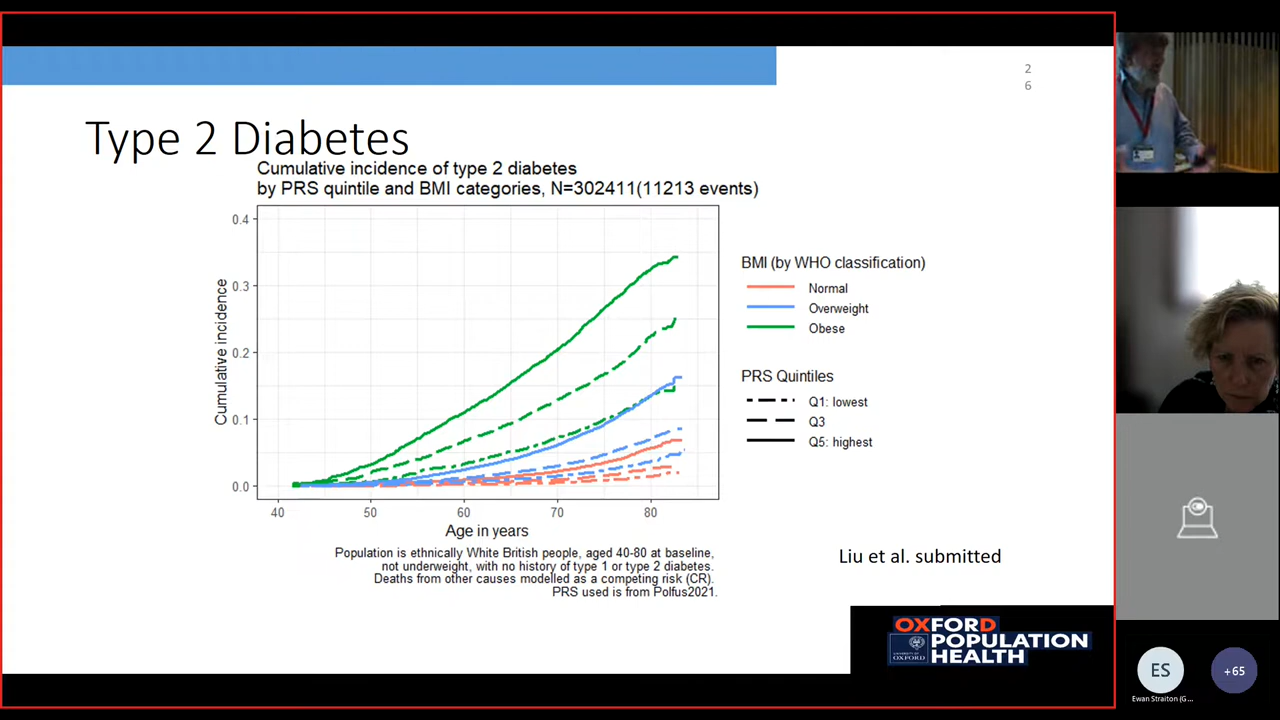 2
6
Type 2 Diabetes
Cumulative incidence of type 2 diabetes
by PRS quintile and BMI categories, N=302411(11213 events)
0.4
0.3
0.2
0.1
0.0
Cumulative incidence
40 50 60 70 80
Age in years
BMI (by WHO classification)
Normal
Overweight
Obese
PRS Quintiles
Q1: lowest
Q3
Q5: highest
Population is ethnically White British people, aged 40-80 at baseline,
not underweight, with no history of type 1 or type 2 diabetes.
Deaths from other causes modelled as a competing risk (CR).
PRS used is from Polfus2021.
Liu et al. submitted
OXFORD
POPULATION
HEALTH
UNIVERSITY OF
OXFORD
ES
+65
Ewan Straiton (G...